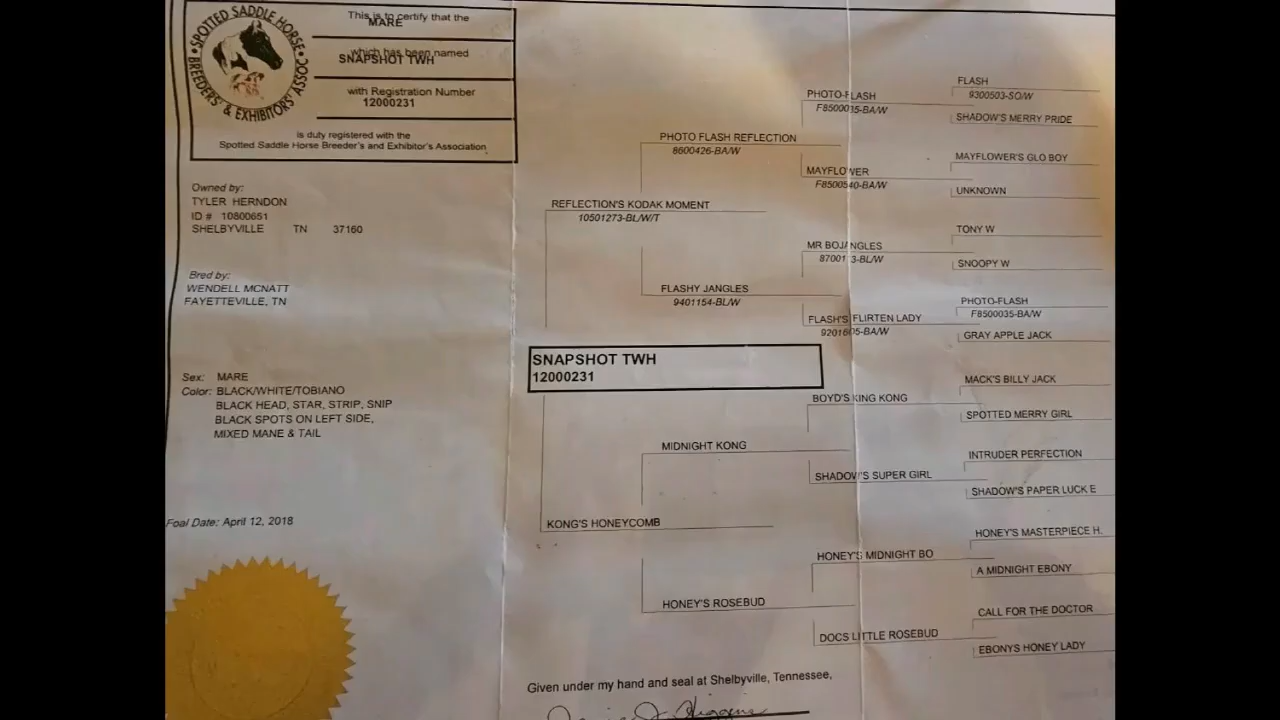 SPOTTED SADDLE HORSE
BREEDERS' & EXHIBITORS' ASSOC.
This is to certify that the
MARE
which has been named
SNAPSHOT TWH
with Registration Number
12000231
is duty registered with the
Spotted Saddle Horse Breeder's and Exhibitor's Association
Owned by:
TYLER HERNDON
ID # 10800651
SHELBYVILLE TN 37160
Bred by:
WENDELL MCNATT
FAYETTEVILLE, TN
Sex: MARE
Color: BLACK/WHITE/TOBIANO
BLACK HEAD, STAR, STRIP, SNIP
BLACK SPOTS ON LEFT SIDE,
MIXED MANE & TAIL
Foal Date: April 12, 2018
SNAPSHOT TWH
12000231
REFLECTION'S KODAK MOMENT
10501273-BL/W/T
KONG'S HONEYCOMB
PHOTO FLASH REFLECTION
8600426-BA/W
FLASHY JANGLES
9401154-BL/W
MIDNIGHT KONG
HONEY'S ROSEBUD
PHOTO-FLASH
F8500035-BA/W
MAYFLOWER
F8500540-BA/W
MR BOJANGLES
FLASH'S FLIRTEN LADY
9201605-BA/W
BOYD'S KING KONG
SHADOW'S SUPER GIRL
HONEY'S MIDNIGHT BO
DOCS LITTLE ROSEBUD
FLASH
9300503-SO/W
SHADOW'S MERRY PRIDE
MAYFLOWER'S GLO BOY
UNKNOWN
TONY W
SNOOPY W
PHOTO-FLASH
F8500035-BA/W
GRAY APPLE JACK
MACK'S BILLY JACK
SPOTTED MERRY GIRL
INTRUDER PERFECTION
SHADOW'S PAPER LUCK E
HONEY'S MASTERPIECE H.
A MIDNIGHT EBONY
CALL FOR THE DOCTOR
EBONYS HONEY LADY
Given under my hand and seal at Shelbyville, Tennessee,